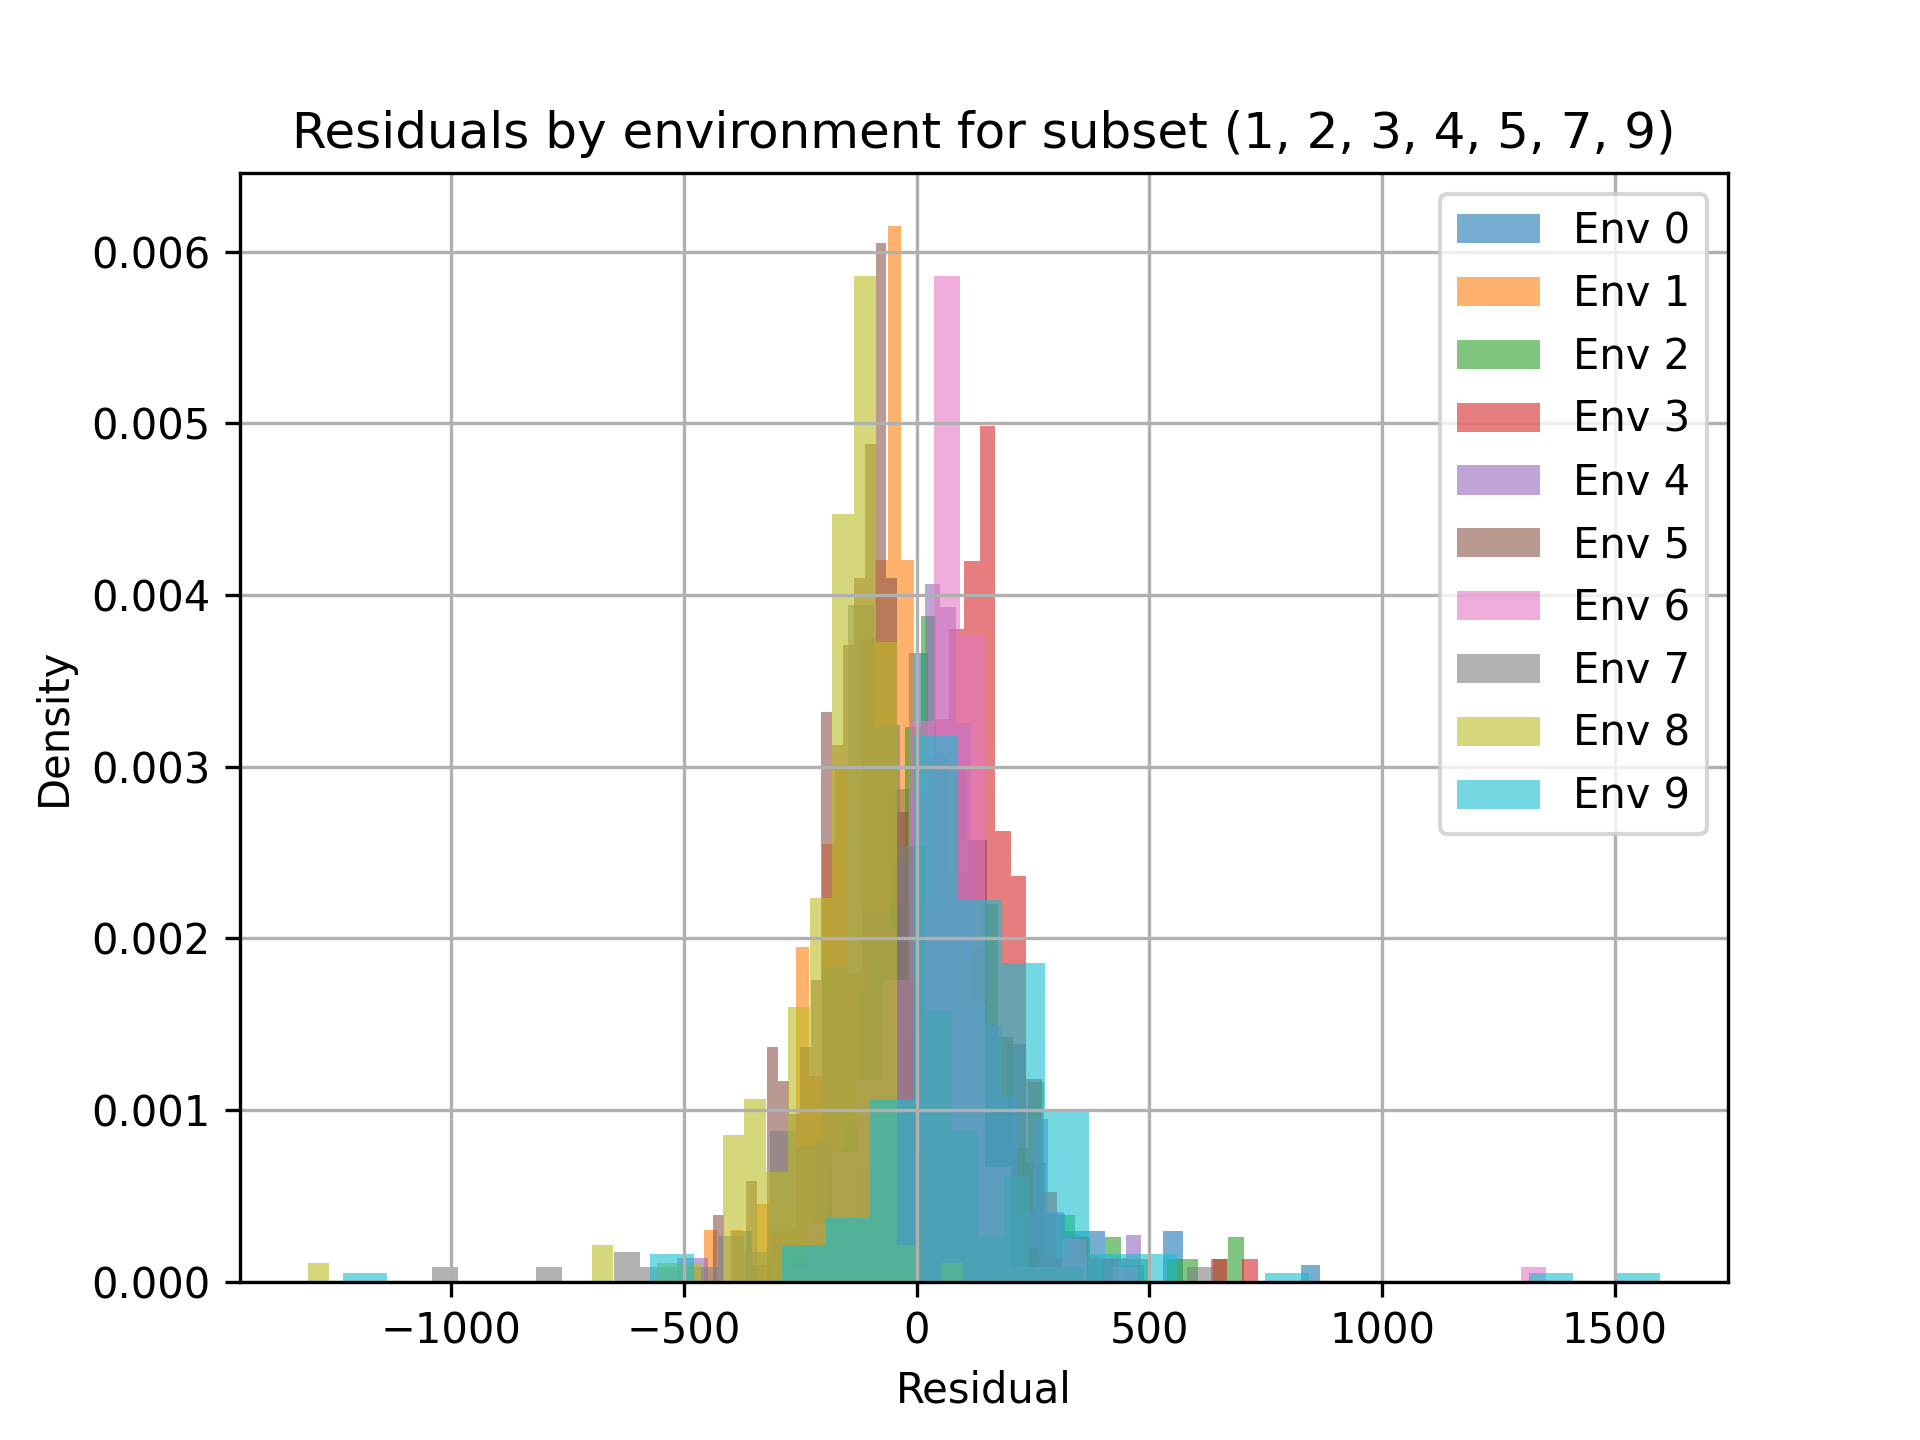 Residuals by environment for subset (1, 2, 3, 4, 5, 7, 9)
0.006
0.005
0.004
0.003
0.002
0.001
0.000
Density
Env 0
Env 1
Env 2
Env 3
Env 4
Env 5
Env 6
Env 7
Env 8
Env 9
−1000
−500
0
500
1000
1500
Residual